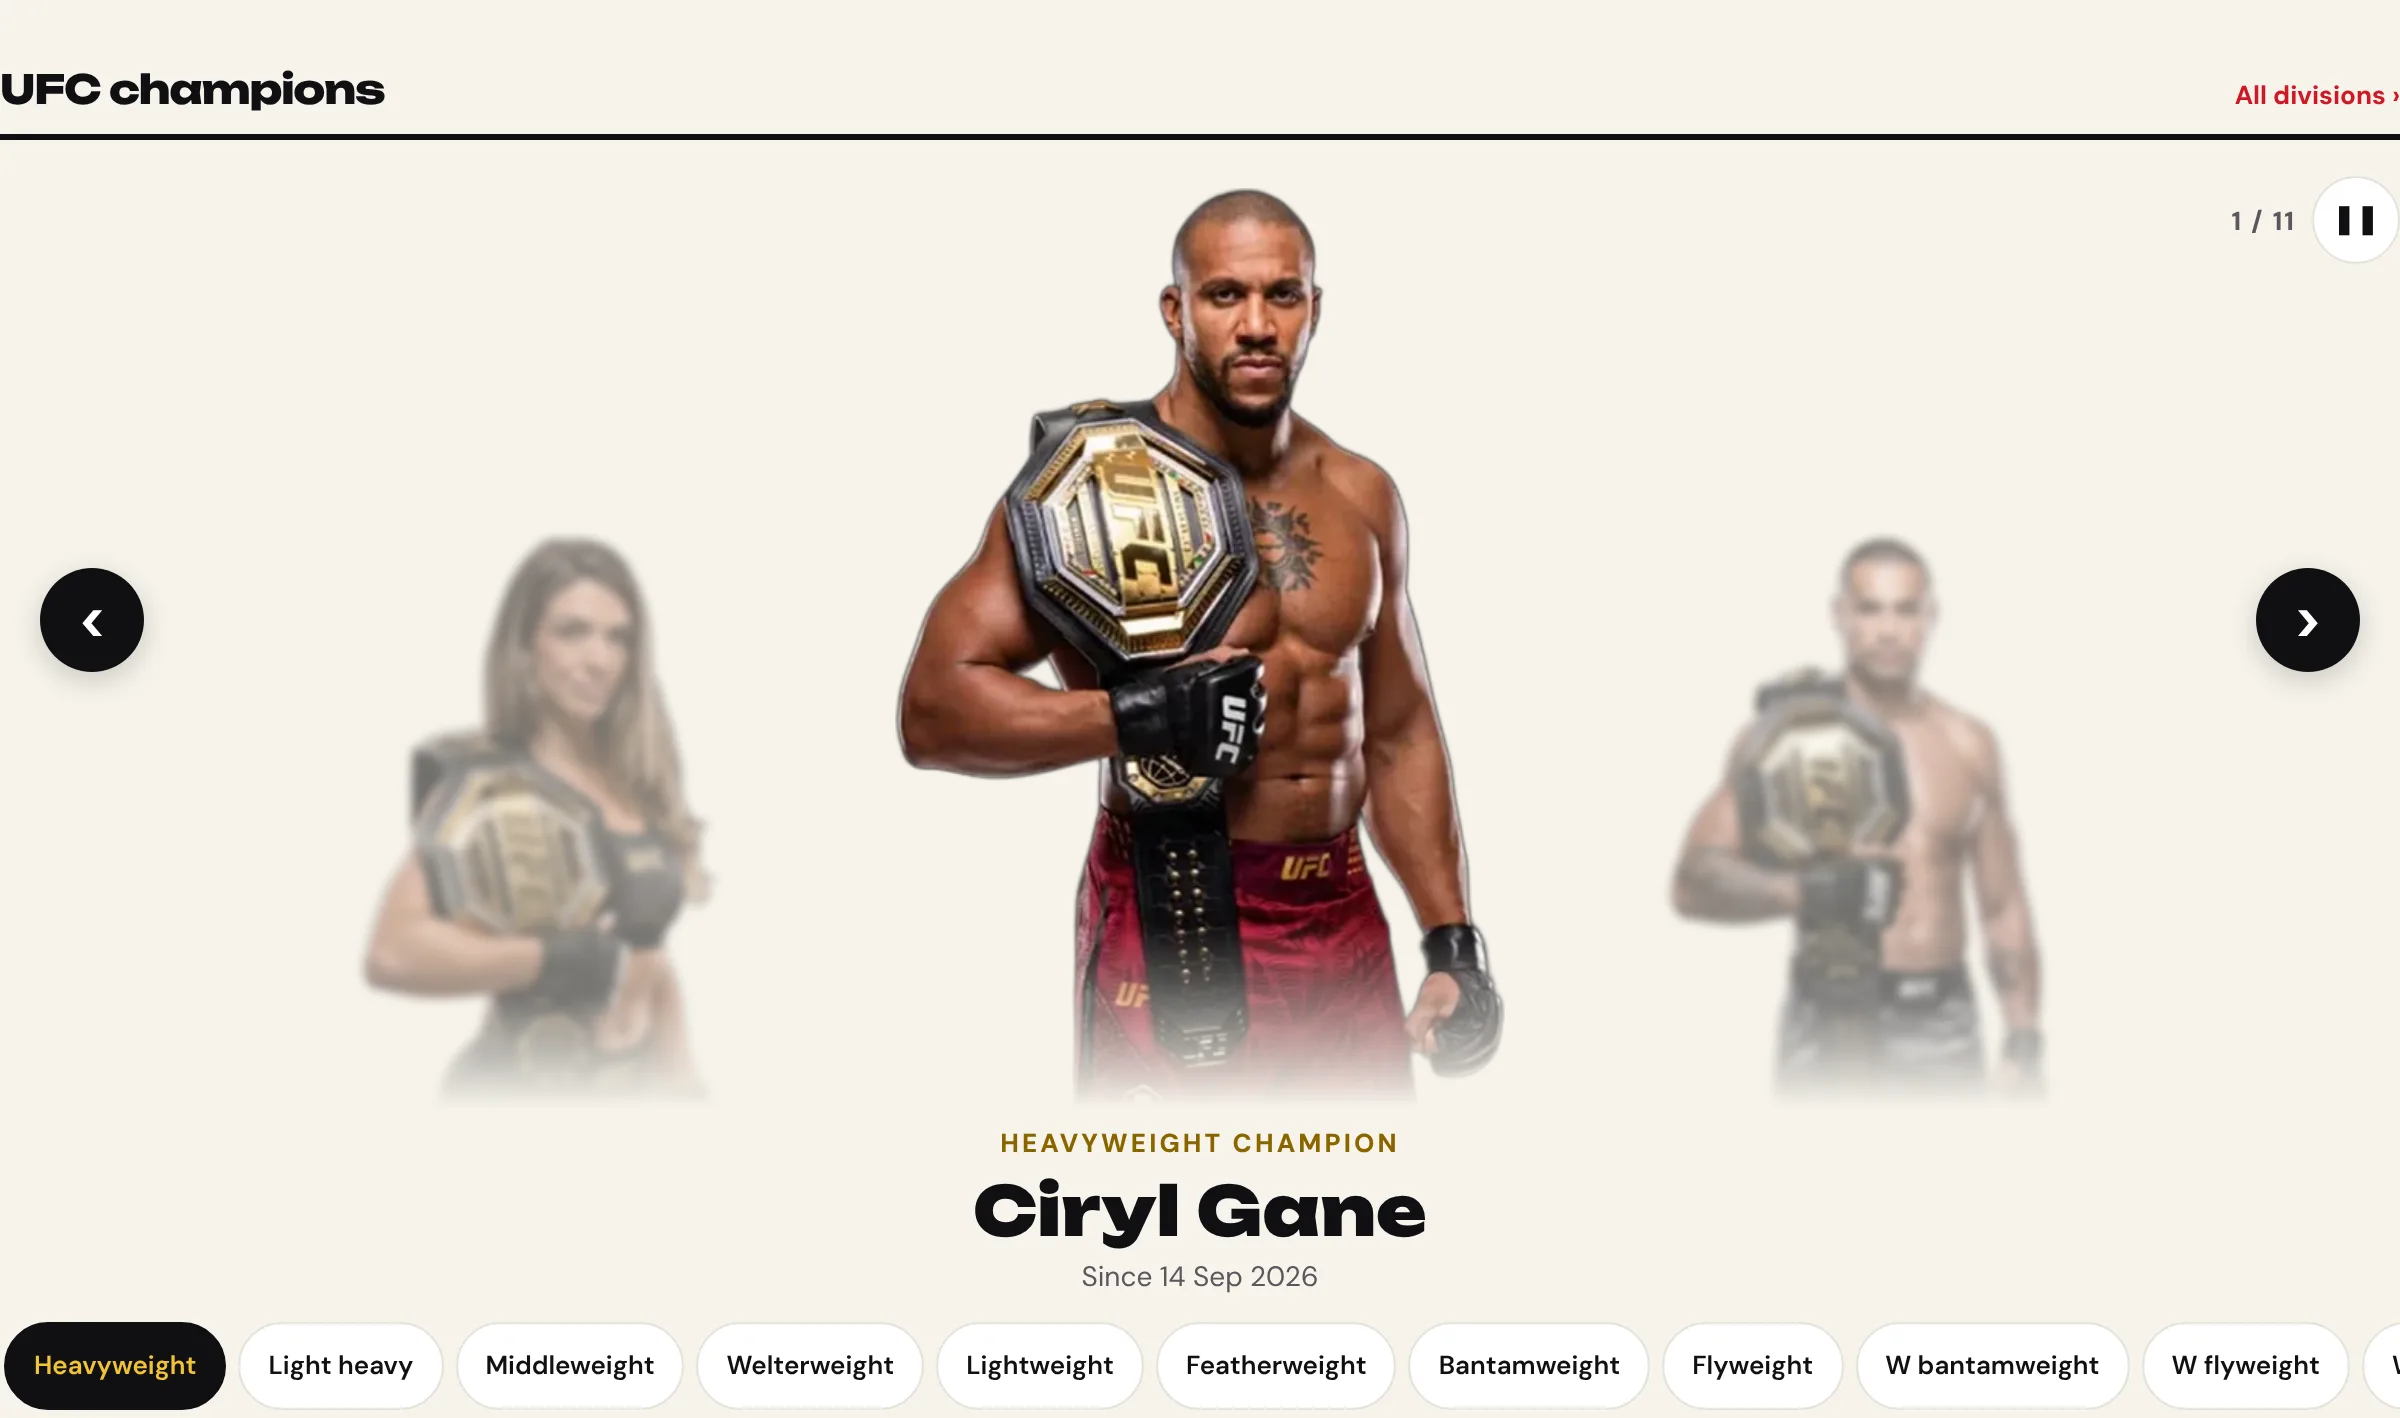 UFC champions
All divisions ›
1 / 11
UFC
UFC
UFC
HEAVYWEIGHT CHAMPION
Ciryl Gane
Since 14 Sep 2026
Heavyweight
Light heavy
Middleweight
Welterweight
Lightweight
Featherweight
Bantamweight
Flyweight
W bantamweight
W flyweight